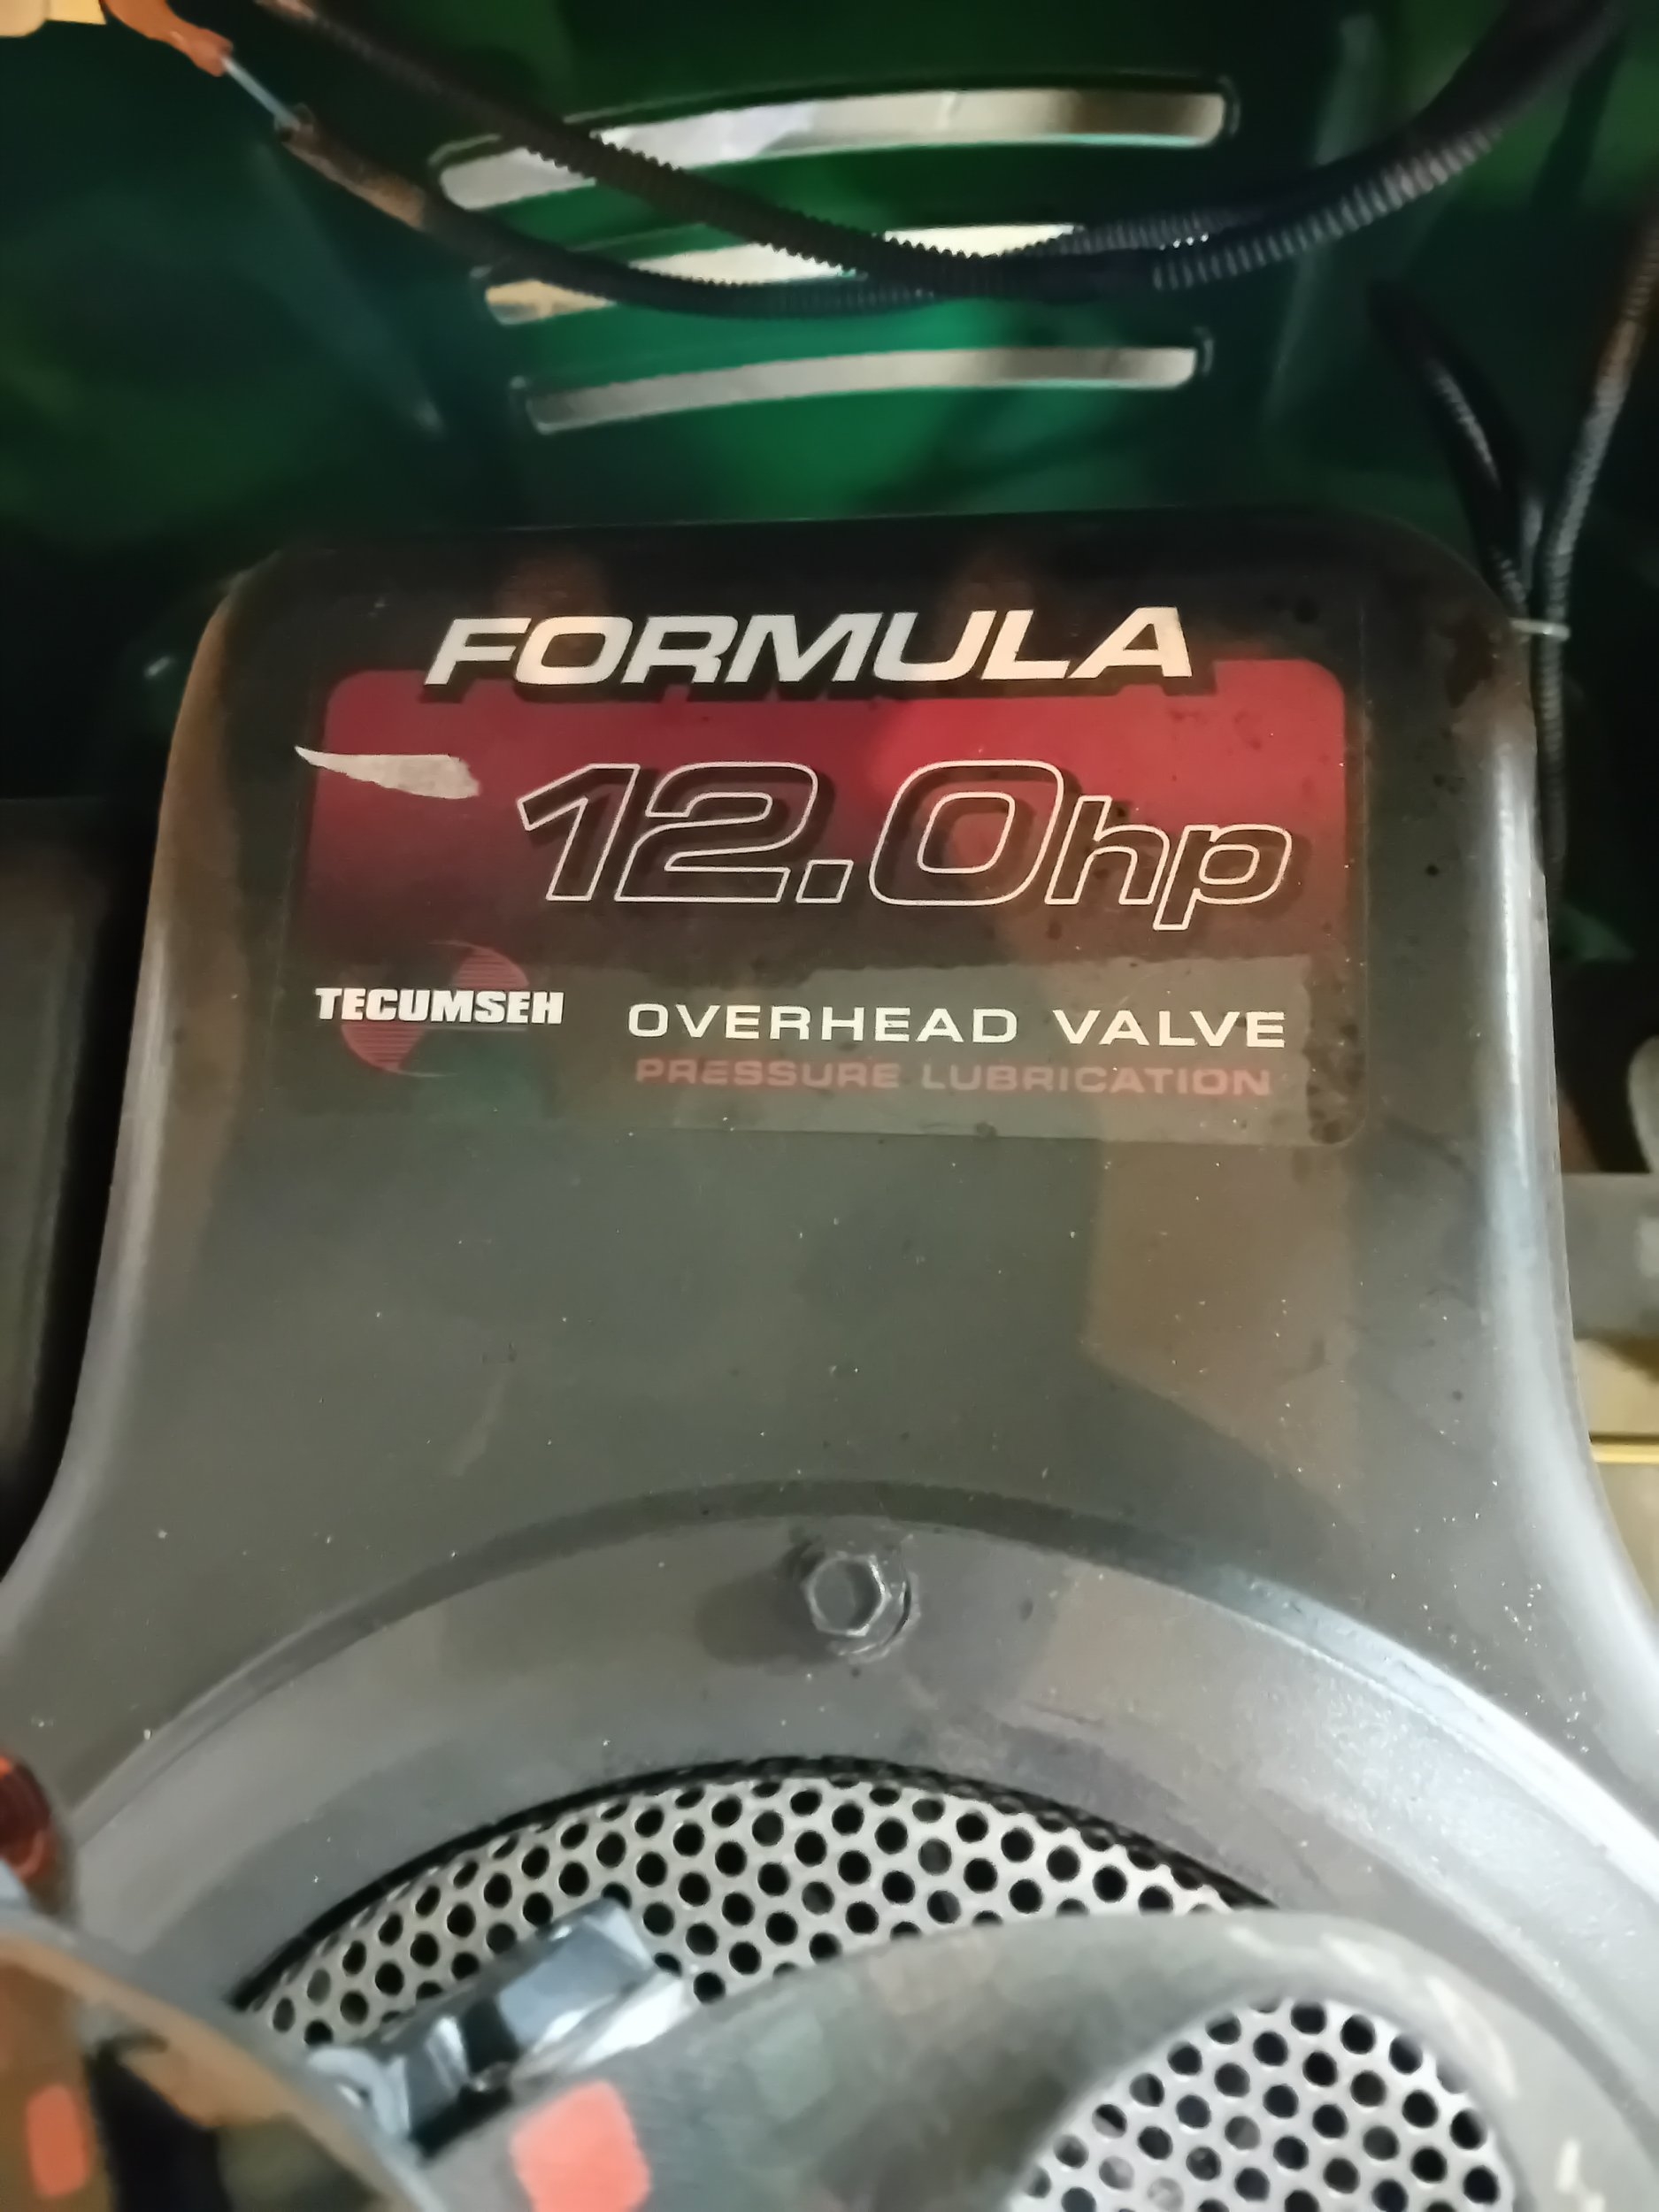 FORMULA
12.0hp
TECUMSEH
OVERHEAD VALVE
PRESSURE LUBRICATION